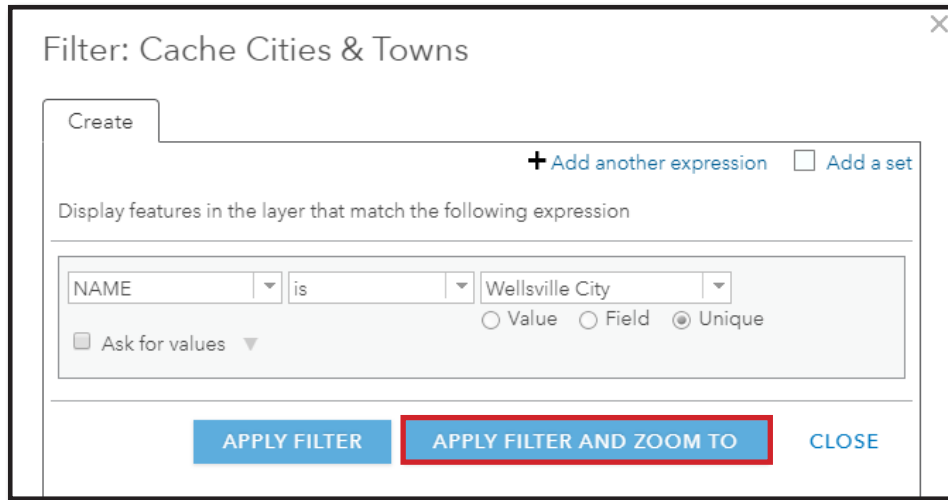 Filter: Cache Cities & Towns
Create
Add another expression Add a set
Display features in the layer that match the following expression
NAME is Wellsville City
Value Field Unique
Ask for values
APPLY FILTER APPLY FILTER AND ZOOM TO CLOSE